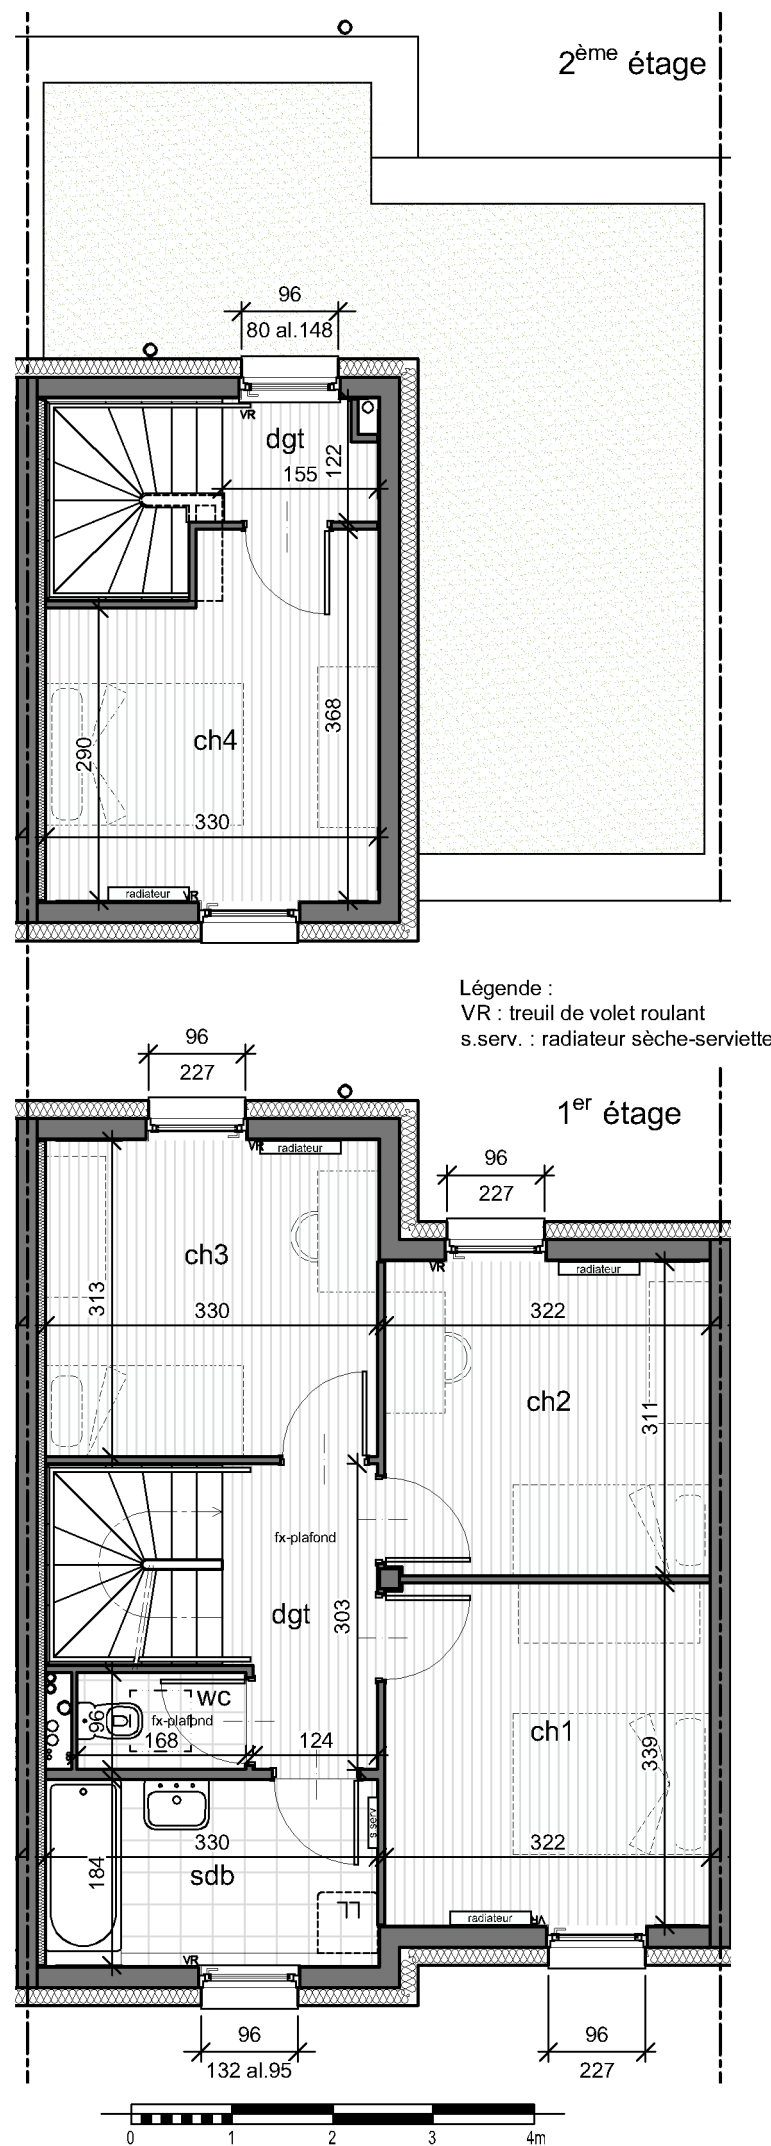 2ème étage
96
80 al.148
VR
dgt
155
122
368
ch4
290
330
radiateur
VR
Légende :
VR : treuil de volet roulant
s.serv. : radiateur sèche-serviette
96
227
1er étage
VR
radiateur
96
227
ch3
VR
radiateur
313
330
322
ch2
311
fx-plafond
dgt
303
wc
fx-plafond
96
168
124
ch1
339
330
s.serv
322
184
sdb
LL
radiateur
VR
VR
96
132 al.95
96
227
0 1 2 3 4m